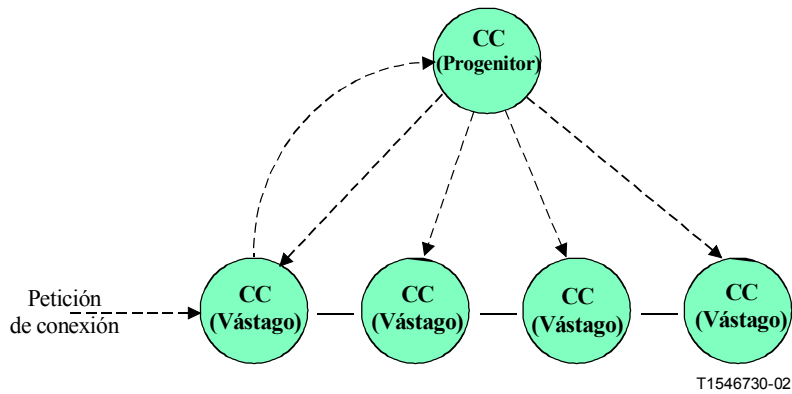 CC
(Progenitor)
Petición
de conexión
CC
(Vástago)
CC
(Vástago)
CC
(Vástago)
CC
(Vástago)
T1546730-02